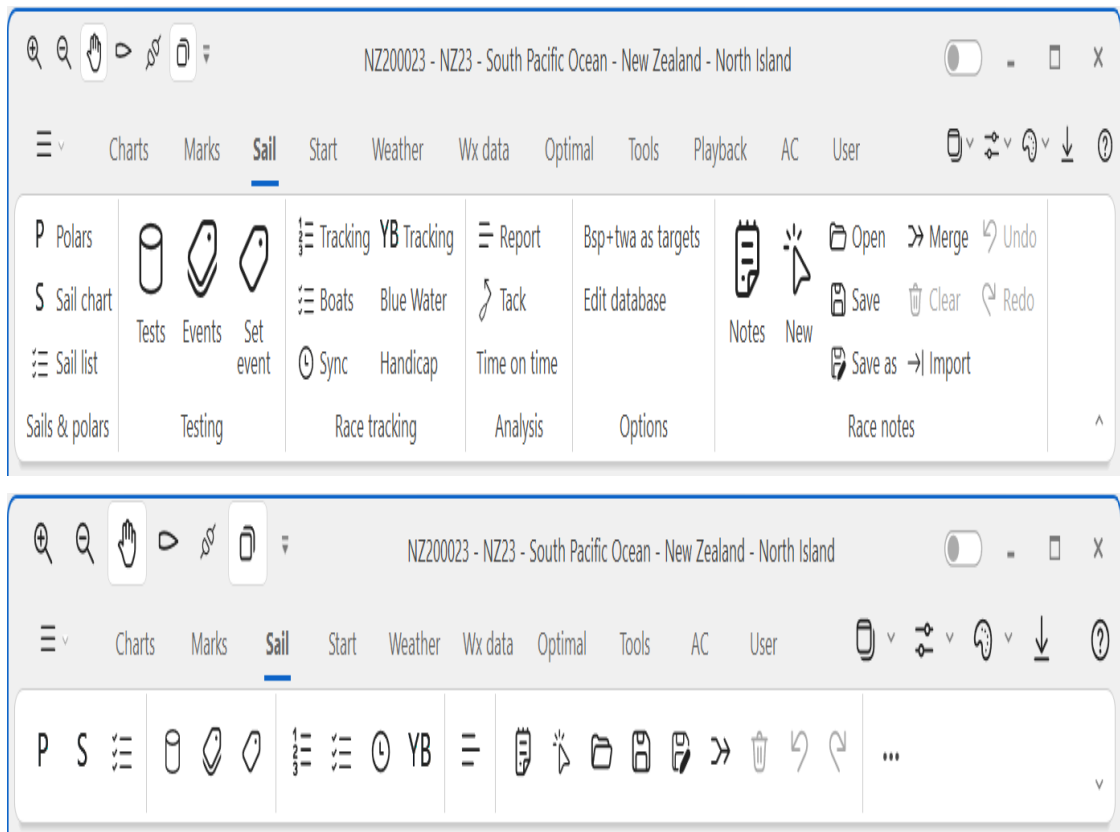 NZ200023 - NZ23 - South Pacific Ocean - New Zealand - North Island
Charts Marks Sail Start Weather Wx data Optimal Tools Playback AC User
P Polars
S Sail chart
Sail list
Sails & polars
Tests Events Set event
Testing
Tracking YB Tracking
Boats Blue Water
Sync Handicap
Race tracking
Report
Tack
Time on time
Analysis
Bsp+twa as targets
Edit database
Options
Notes New
Open Merge Undo
Save Clear Redo
Save as Import
Race notes
NZ200023 - NZ23 - South Pacific Ocean - New Zealand - North Island
Charts Marks Sail Start Weather Wx data Optimal Tools AC User
P S YB ...